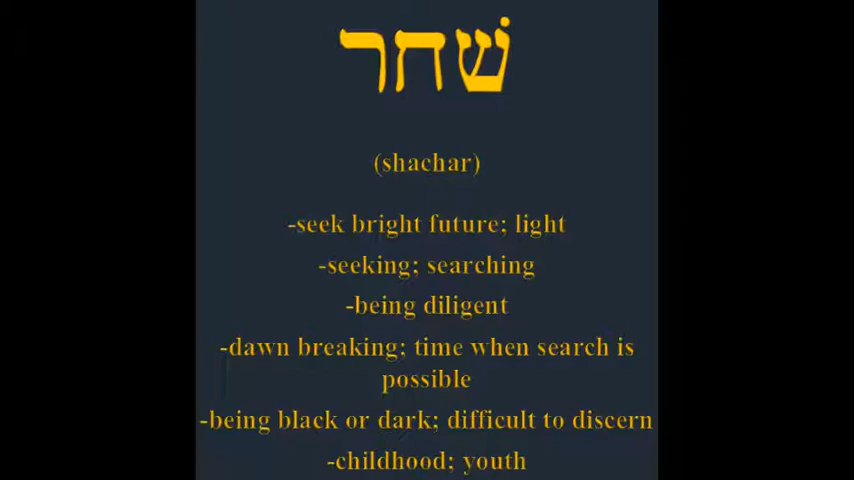 שׁחר
(shachar)
-seek bright future; light
-seeking; searching
-being diligent
-dawn breaking; time when search is
possible
-being black or dark; difficult to discern
-childhood; youth